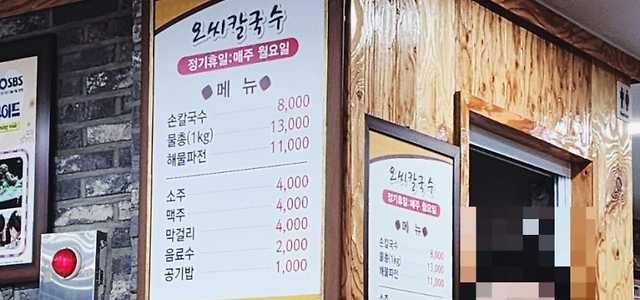 오씨칼국수
정기휴일:매주 월요일
메 뉴
손칼국수 8,000
물총(1kg) 13,000
해물파전 11,000
소주 4,000
맥주 4,000
막걸리 4,000
음료수 2,000
공기밥 1,000
SBS
오씨칼국수
정기휴일:매주 월요일
메 뉴
손칼국수 8,000
물총(1kg) 13,000
해물파전 11,000
소주